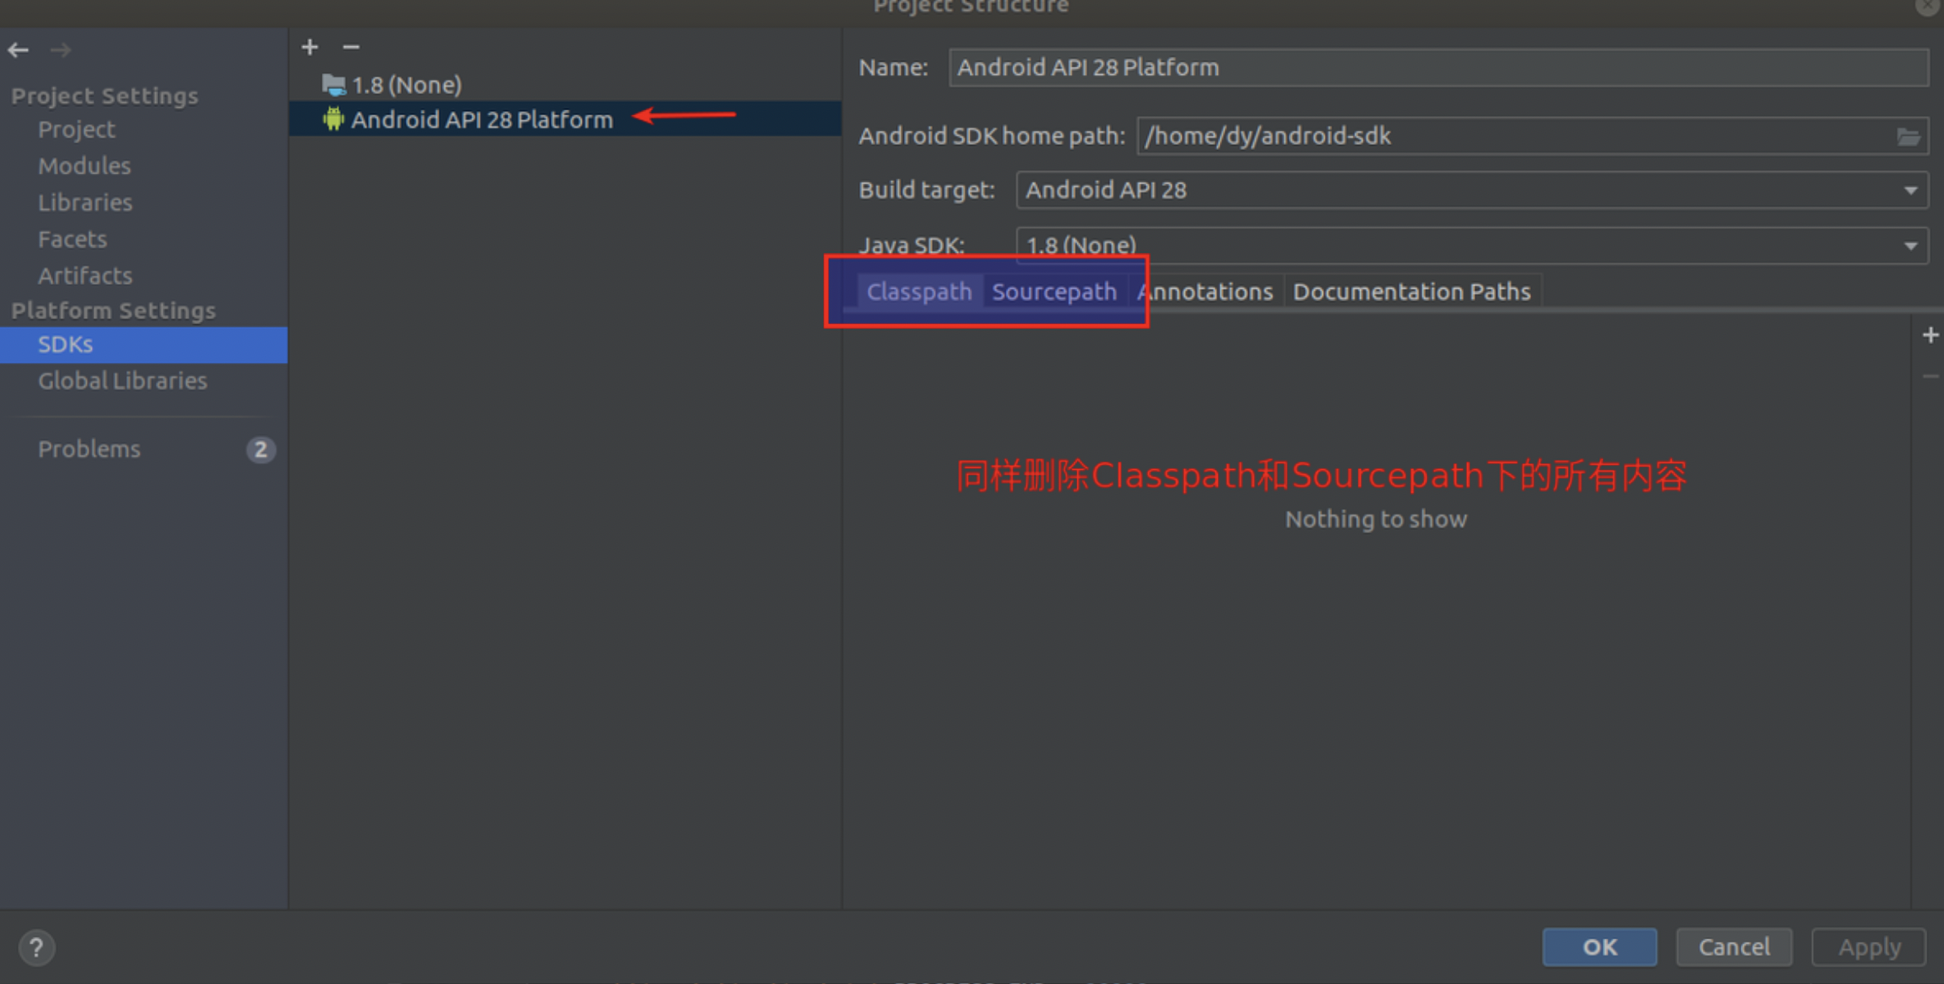 Project Structure
Project Settings
Project
Modules
Libraries
Facets
Artifacts
Platform Settings
SDKs
Global Libraries
Problems 2
1.8 (None)
Android API 28 Platform
Name: Android API 28 Platform
Android SDK home path: /home/dy/android-sdk
Build target: Android API 28
Java SDK: 1.8 (None)
Classpath Sourcepath Annotations Documentation Paths
同样删除Classpath和Sourcepath下的所有内容
Nothing to show
? OK Cancel Apply